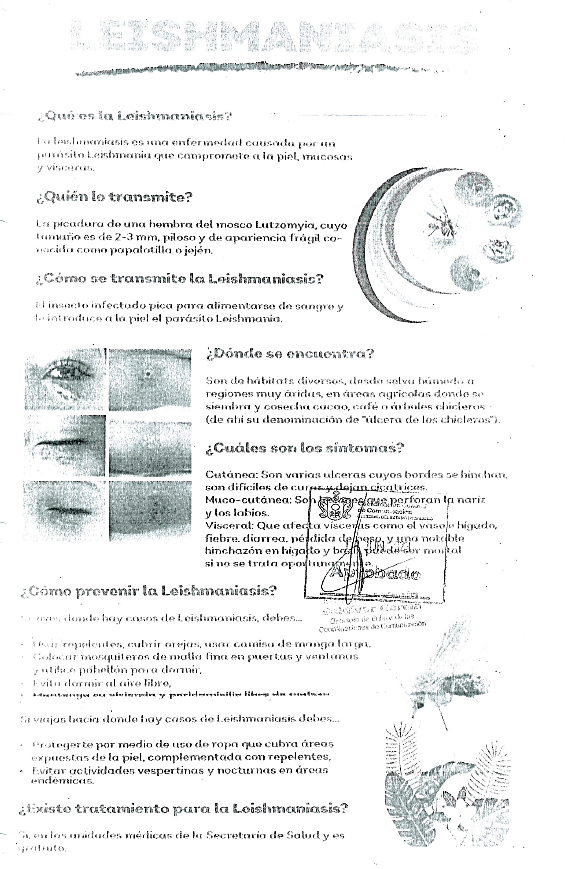 LEISHMANIASIS
¿Qué es la Leishmaniasis?
La leishmaniasis es una enfermedad causada por un
parásito Leishmania que compromete a la piel, mucosas
y vísceras.
¿Quién lo transmite?
La picadura de una hembra del mosco Lutzomyia, cuyo
tamaño es de 2-3 mm, piloso y de apariencia frágil co-
nocida como papalotilla o jején.
¿Cómo se transmite la Leishmaniasis?
El insecto infectado pica para alimentarse de sangre y
le introduce a la piel el parásito Leishmania.
¿Dónde se encuentra?
Son de hábitats diversos, desde selva húmeda a
regiones muy áridas, en áreas agrícolas donde se
siembra y cosecha cacao, café o árboles chicleros
(de ahí su denominación de "úlcera de los chicleros").
¿Cuáles son los síntomas?
Cutánea: Son varias ulceras cuyos bordes se hinchan,
son difíciles de curar y dejan cicatrices.
Muco-cutánea: Son que perforan la nariz
y los labios.
Visceral: Que afecta vísceras como el vaso e hígado,
fiebre, diarrea, pérdida de peso, y una notable
hinchazón en hígado y bazo, puede ser mortal
si no se trata oportunamente.
Aprobado
¿Cómo prevenir la Leishmaniasis?
donde hay casos de Leishmaniasis, debes...
• Usar repelentes, cubrir orejas, usar camisa de manga larga,
• Colocar mosquiteros de malla fina en puertas y ventanas
y utilice pabellón para dormir,
• Evita dormir al aire libre,
• Mantenga su vivienda y peridomicilio libre de
Si viajas hacia donde hay casos de Leishmaniasis debes...
• Protegerte por medio de uso de ropa que cubra áreas
expuestas de la piel, complementada con repelentes,
• Evitar actividades vespertinas y nocturnas en áreas
endémicas.
¿Existe tratamiento para la Leishmaniasis?
Si, en las unidades médicas de la Secretaría de Salud y es
gratuito.